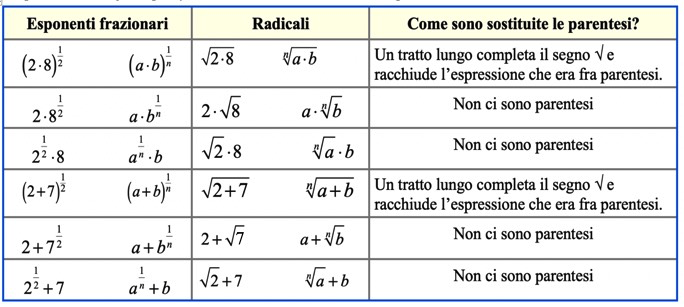 Esponenti frazionari Radicali Come sono sostituite le parentesi?
(2·8)^(1/2) (a·b)^(1/n) √(2·8) ⁿ√(a·b) Un tratto lungo completa il segno √ e
racchiude l’espressione che era fra parentesi.
2·8^(1/2) a·b^(1/n) 2·√8 a·ⁿ√b Non ci sono parentesi
2^(1/2)·8 a^(1/n)·b √2·8 ⁿ√a·b Non ci sono parentesi
(2+7)^(1/2) (a+b)^(1/n) √(2+7) ⁿ√(a+b) Un tratto lungo completa il segno √ e
racchiude l’espressione che era fra parentesi.
2+7^(1/2) a+b^(1/n) 2+√7 a+ⁿ√b Non ci sono parentesi
2^(1/2)+7 a^(1/n)+b √2+7 ⁿ√a+b Non ci sono parentesi